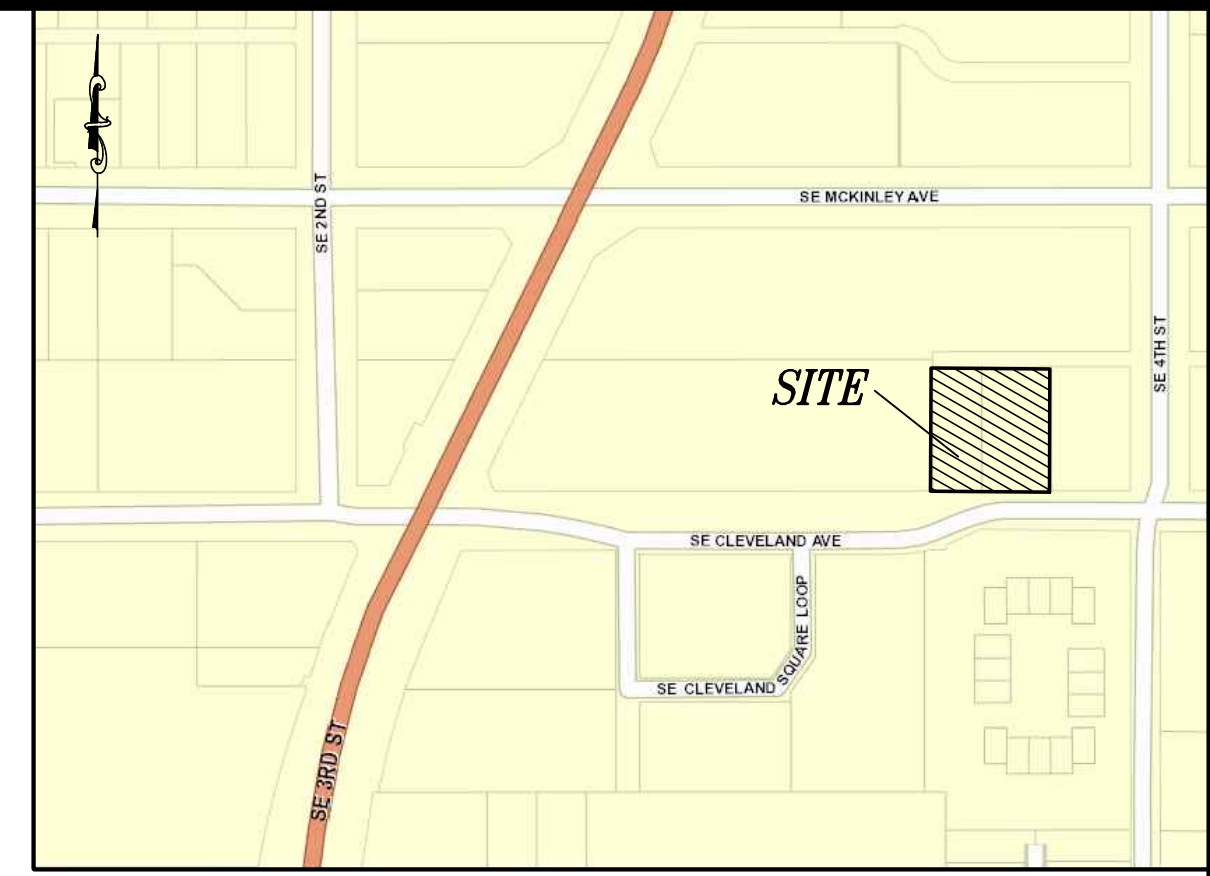 SE 2ND ST
SE MCKINLEY AVE
SE 4TH ST
SITE
SE CLEVELAND AVE
SE CLEVELAND SQUARE LOOP
SE 3RD ST